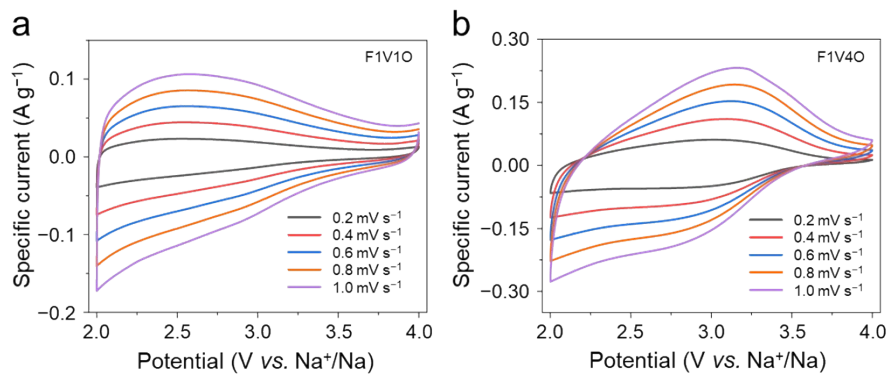 a
F1V1O
Specific current (A g⁻¹)
0.1
0.0
−0.1
−0.2
0.2 mV s⁻¹
0.4 mV s⁻¹
0.6 mV s⁻¹
0.8 mV s⁻¹
1.0 mV s⁻¹
2.0 2.5 3.0 3.5 4.0
Potential (V vs. Na⁺/Na)
b
F1V4O
Specific current (A g⁻¹)
0.30
0.15
0.00
−0.15
−0.30
0.2 mV s⁻¹
0.4 mV s⁻¹
0.6 mV s⁻¹
0.8 mV s⁻¹
1.0 mV s⁻¹
2.0 2.5 3.0 3.5 4.0
Potential (V vs. Na⁺/Na)